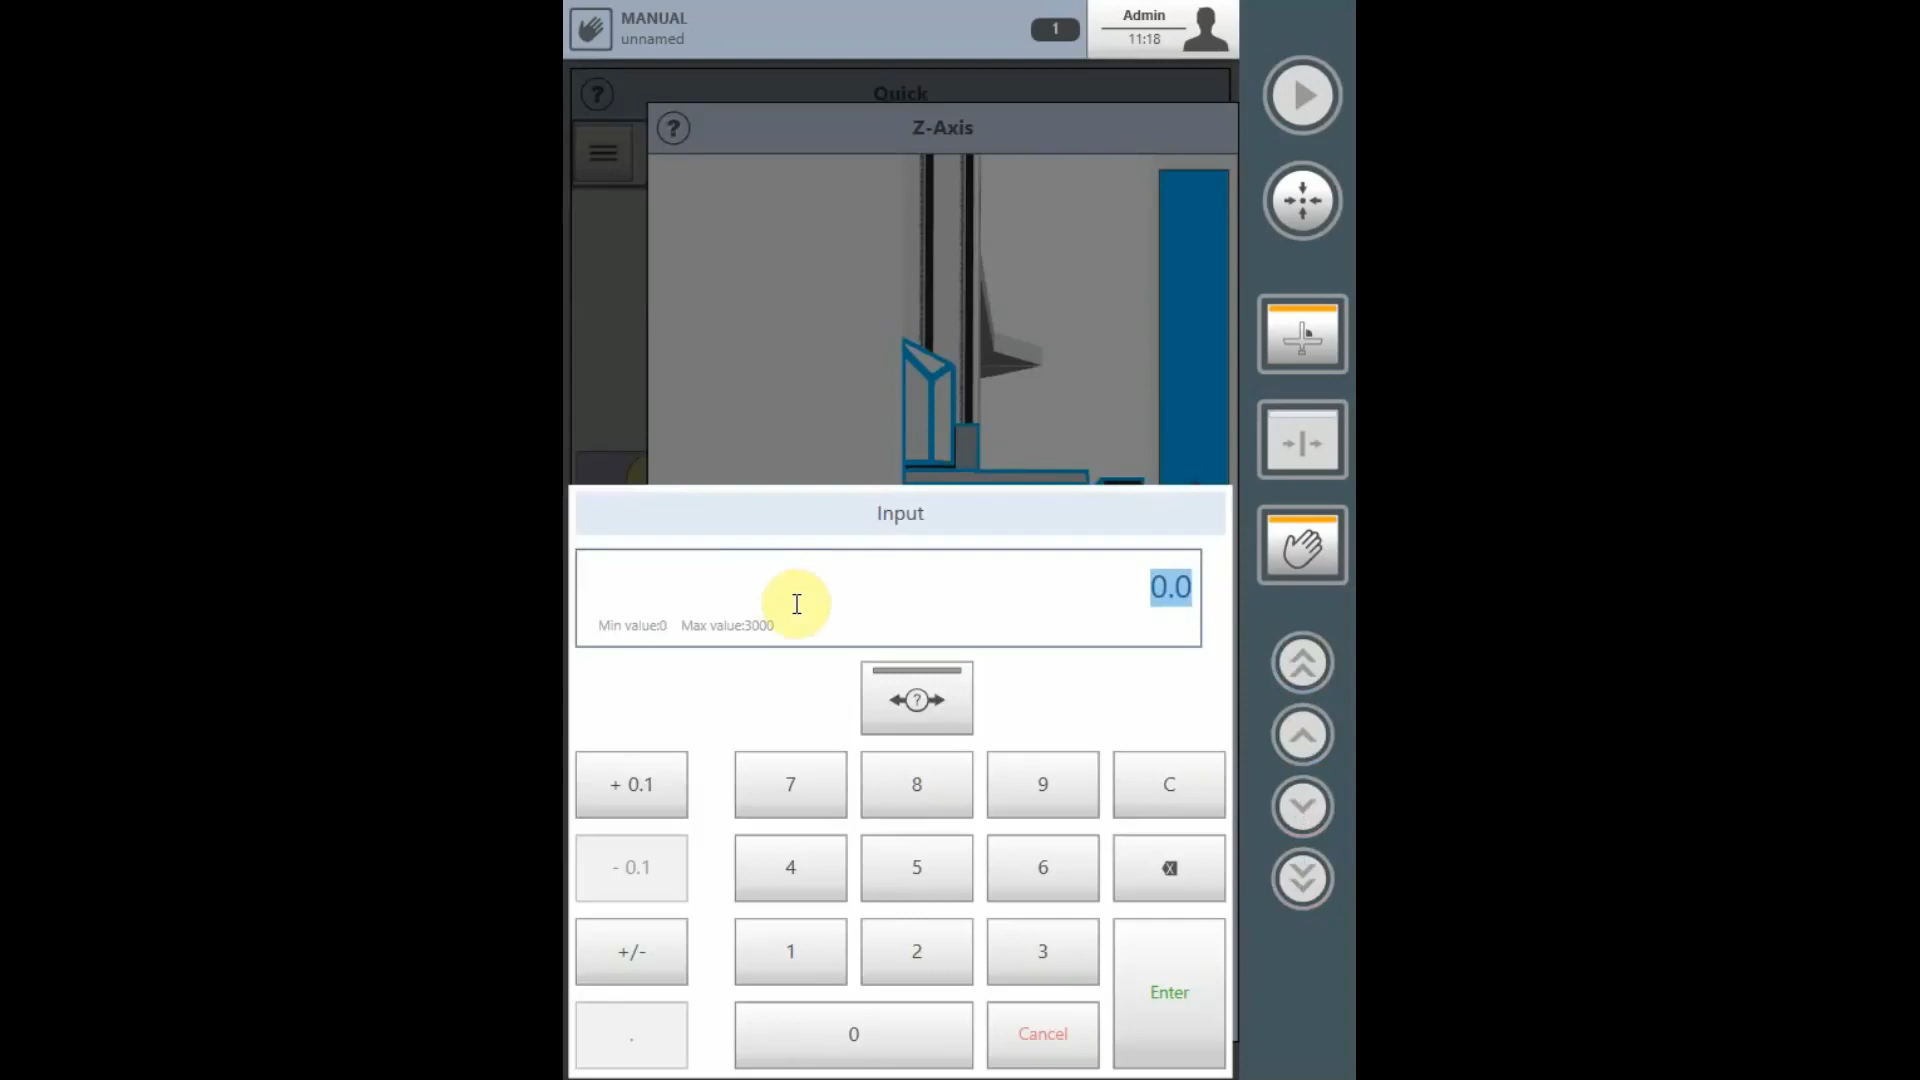 MANUAL
unnamed
1
Admin
11:18
?
Quick
?
Z-Axis
Input
0.0
Min value:0 Max value:3000
?
+ 0.1
7
8
9
C
- 0.1
4
5
6
X
+/-
1
2
3
Enter
.
0
Cancel